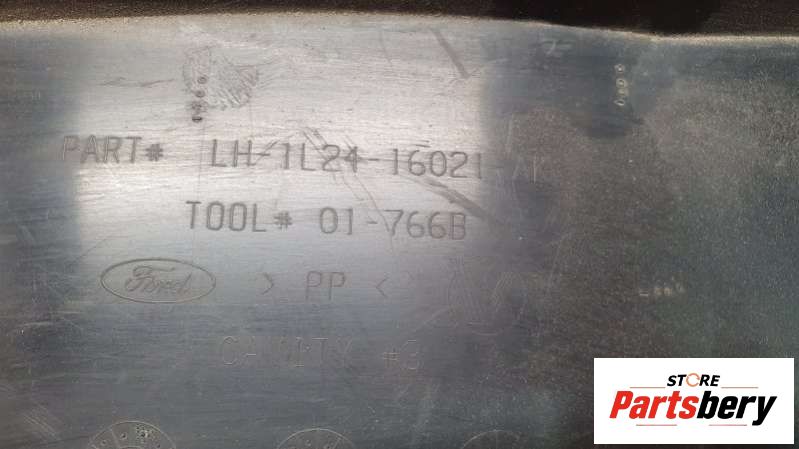 PART# LH-1L24-16021-A
TOOL# 01-766B
Ford
> PP <
CAVITY #3
STORE
Partsbery